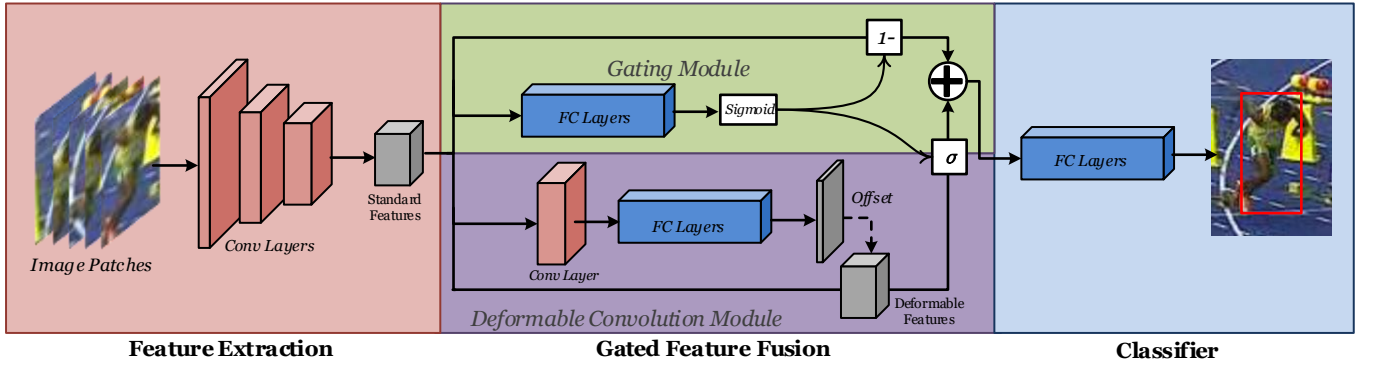 Image Patches
Conv Layers
Standard
Features
Gating Module
FC Layers
Sigmoid
1-
σ
Conv Layer
FC Layers
Offset
Deformable
Features
Deformable Convolution Module
FC Layers
Feature Extraction
Gated Feature Fusion
Classifier